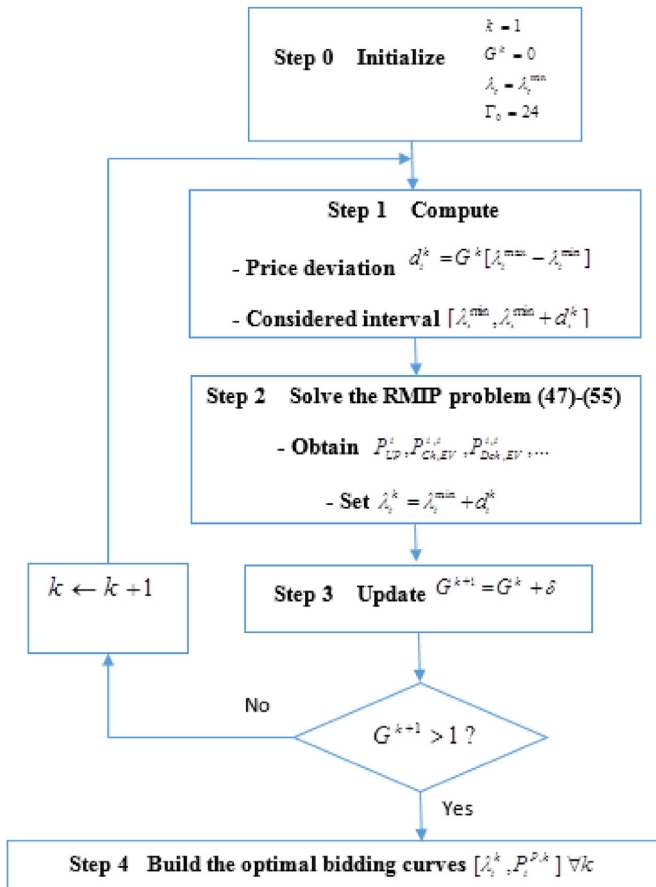 k = 1
Step 0 Initialize
G^k = 0
λ_t = λ_t^min
Γ_0 = 24
Step 1 Compute
- Price deviation d_t^k = G^k [λ_t^max − λ_t^min]
- Considered interval [λ_t^min, λ_t^min + d_t^k]
Step 2 Solve the RMIP problem (47)-(55)
- Obtain P_UP^t, P_Ch,EV^i,t, P_Dch,EV^i,t, ...
- Set λ_t^k = λ_t^min + d_t^k
k ← k + 1
Step 3 Update G^k+1 = G^k + δ
No
G^k+1 > 1 ?
Yes
Step 4 Build the optimal bidding curves [λ_t^k, P_t^P,k] ∀k